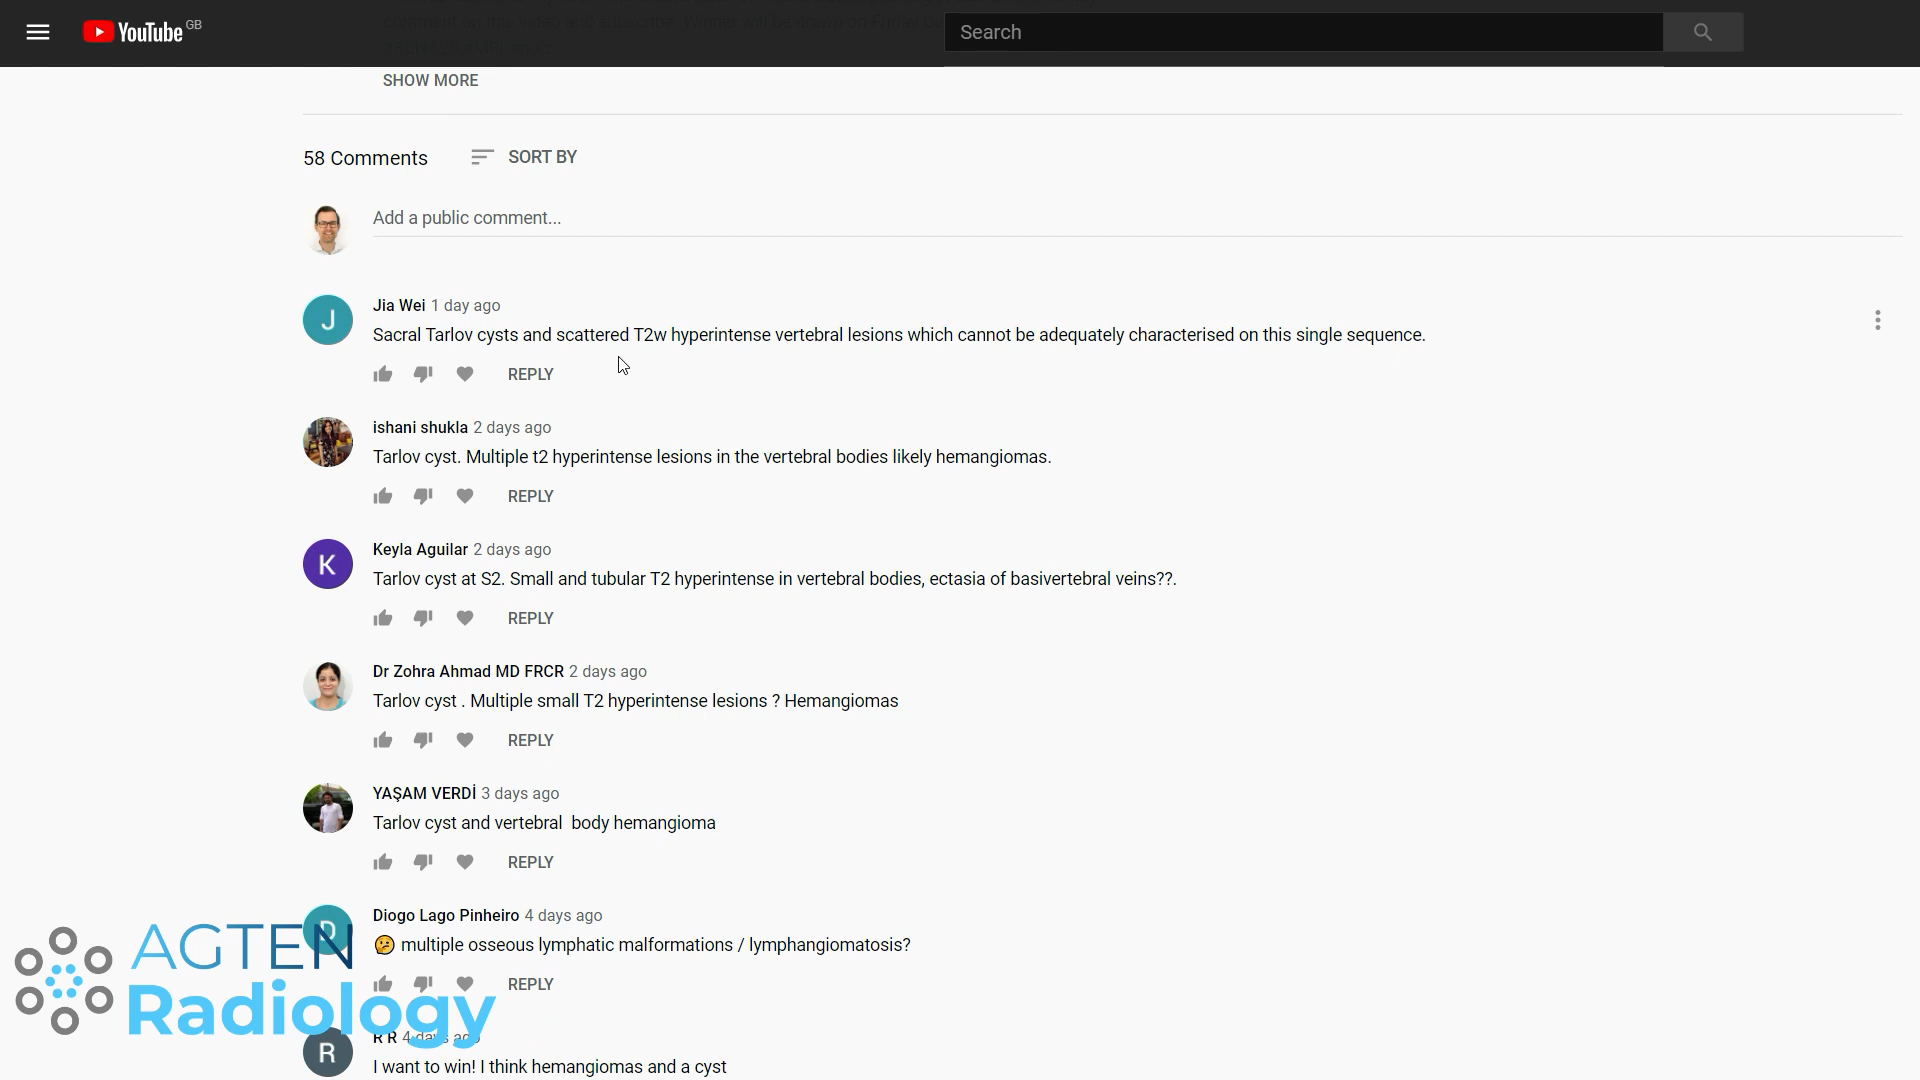 YouTube GB
Search
SHOW MORE
58 Comments
SORT BY
Add a public comment...
J
Jia Wei 1 day ago
Sacral Tarlov cysts and scattered T2w hyperintense vertebral lesions which cannot be adequately characterised on this single sequence.
REPLY
ishani shukla 2 days ago
Tarlov cyst. Multiple t2 hyperintense lesions in the vertebral bodies likely hemangiomas.
REPLY
K
Keyla Aguilar 2 days ago
Tarlov cyst at S2. Small and tubular T2 hyperintense in vertebral bodies, ectasia of basivertebral veins??.
REPLY
Dr Zohra Ahmad MD FRCR 2 days ago
Tarlov cyst . Multiple small T2 hyperintense lesions ? Hemangiomas
REPLY
YAŞAM VERDİ 3 days ago
Tarlov cyst and vertebral  body hemangioma
REPLY
D
Diogo Lago Pinheiro 4 days ago
🤔 multiple osseous lymphatic malformations / lymphangiomatosis?
REPLY
AGTEN
Radiology
R
R R 4 days ago
I want to win! I think hemangiomas and a cyst